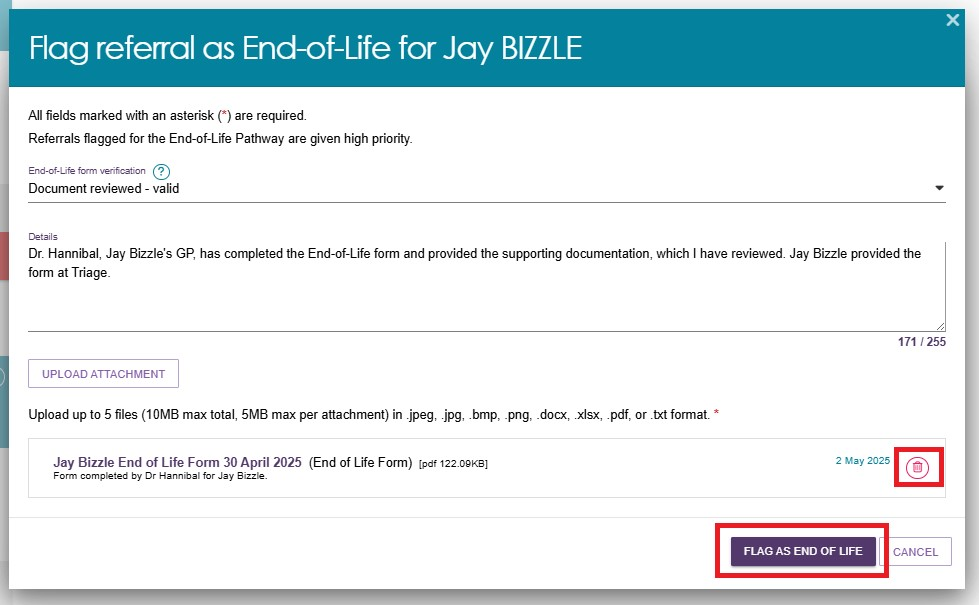 Flag referral as End-of-Life for Jay BIZZLE
All fields marked with an asterisk (*) are required.
Referrals flagged for the End-of-Life Pathway are given high priority.
End-of-Life form verification ?
Document reviewed - valid
Details
Dr. Hannibal, Jay Bizzle's GP, has completed the End-of-Life form and provided the supporting documentation, which I have reviewed. Jay Bizzle provided the
form at Triage.
171 / 255
UPLOAD ATTACHMENT
Upload up to 5 files (10MB max total, 5MB max per attachment) in .jpeg, .jpg, .bmp, .png, .docx, .xlsx, .pdf, or .txt format. *
Jay Bizzle End of Life Form 30 April 2025 (End of Life Form) [pdf 122.09KB] 2 May 2025
Form completed by Dr Hannibal for Jay Bizzle.
FLAG AS END OF LIFE CANCEL